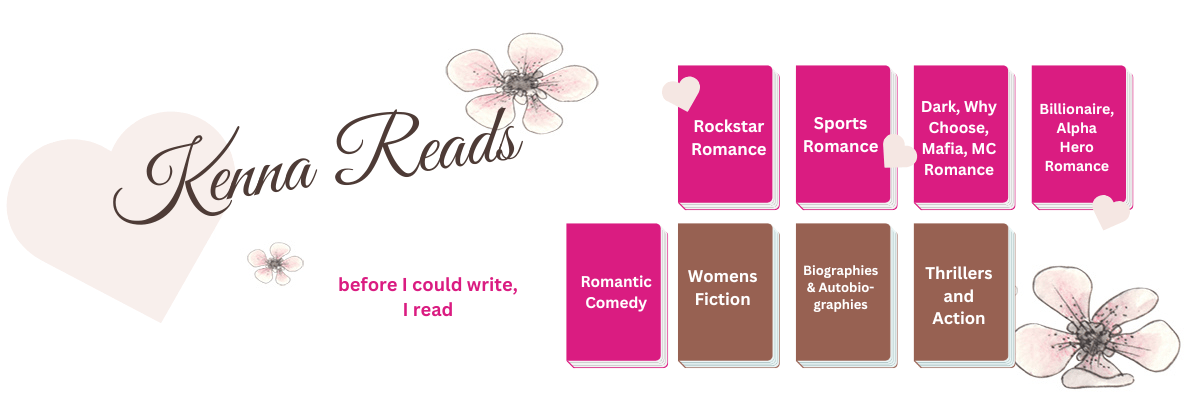 Kenna Reads
before I could write,
I read
Rockstar
Romance
Sports
Romance
Dark, Why
Choose,
Mafia, MC
Romance
Billionaire,
Alpha
Hero
Romance
Romantic
Comedy
Womens
Fiction
Biographies
& Autobio-
graphies
Thrillers
and
Action